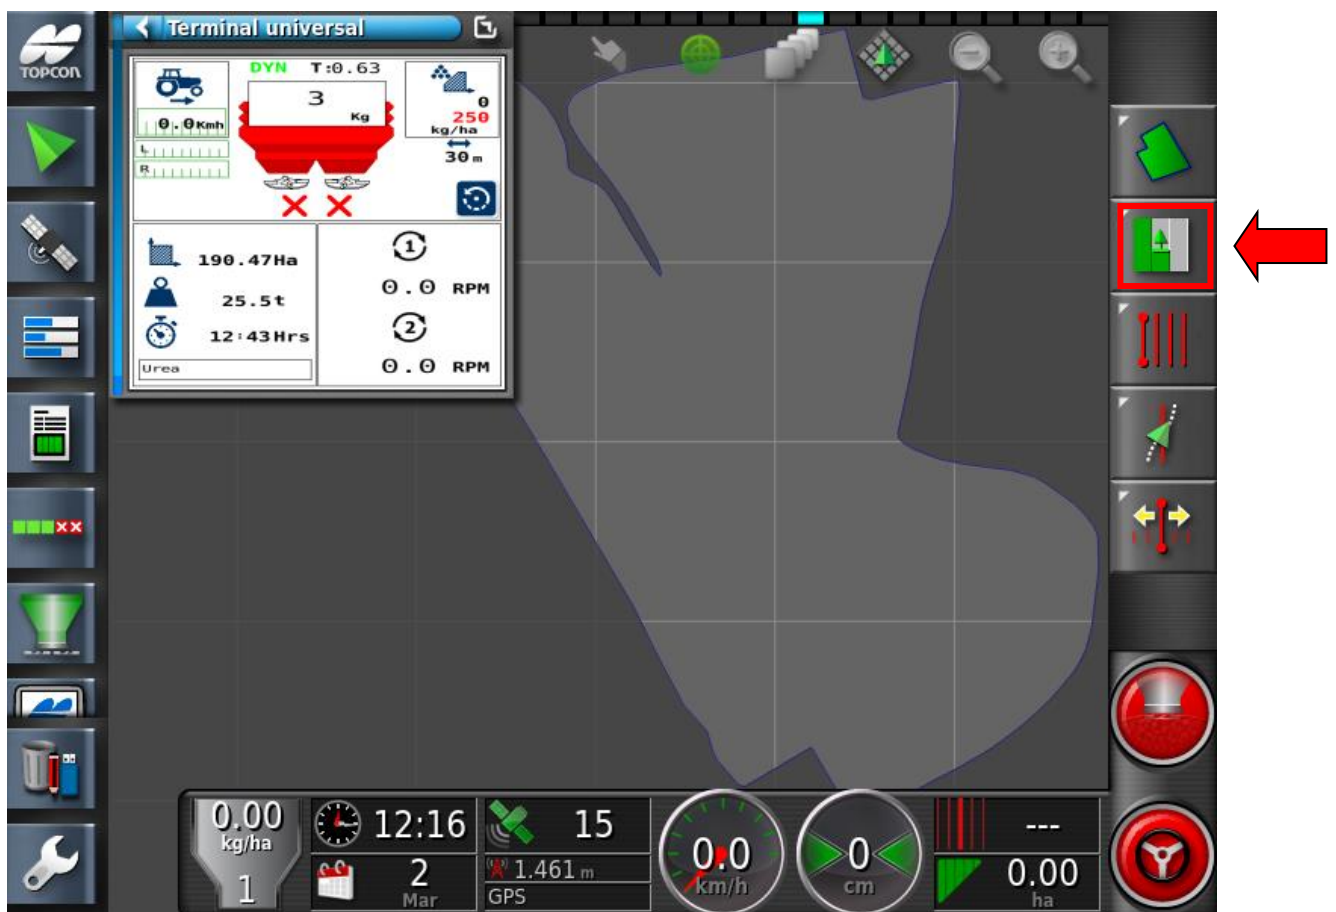 TOPCON
Terminal universal
DYN T:0.63
3
Kg
0.0Kmh
L
R
0
250
kg/ha
30 m
190.47Ha
25.5t
12:43Hrs
Urea
1
0.0 RPM
2
0.0 RPM
0.00
kg/ha
1
12:16
2
Mar
15
1.461 m
GPS
0.0
km/h
0
cm
---
0.00
ha